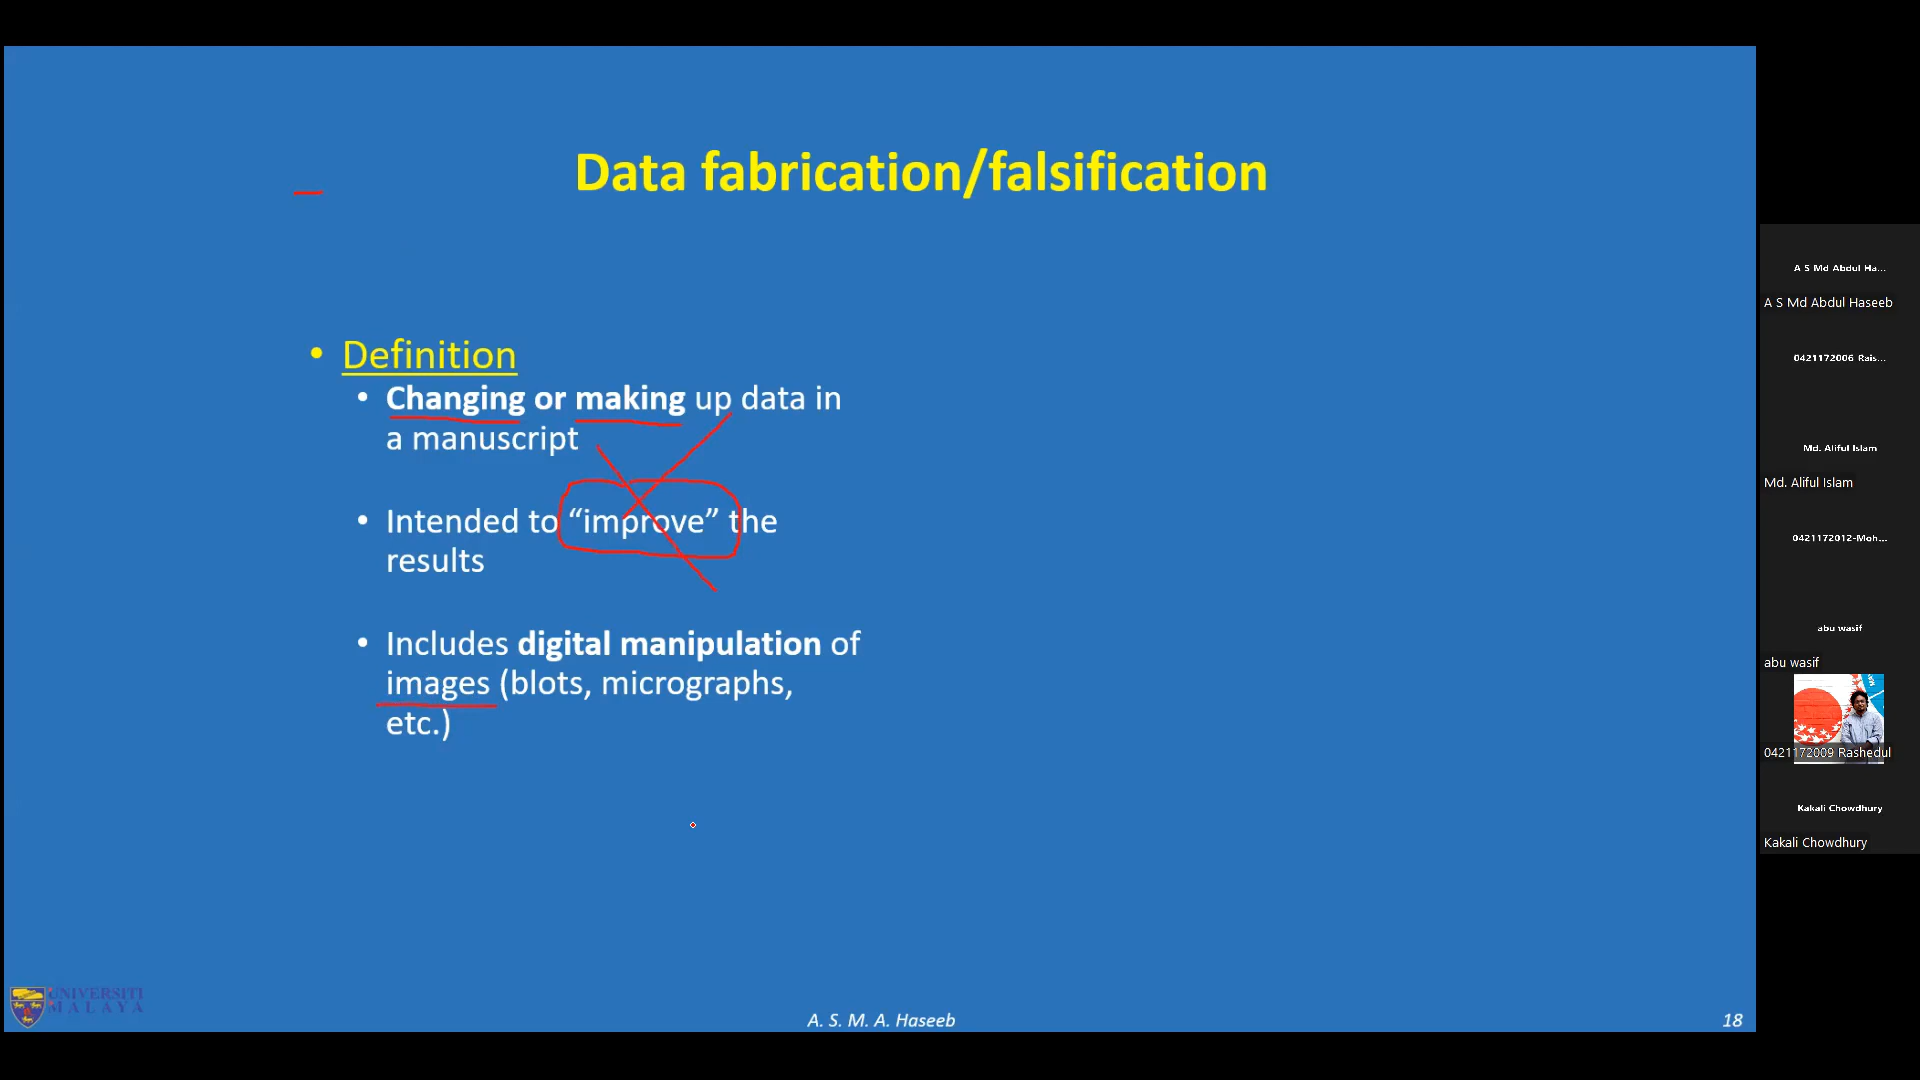 Data fabrication/falsification
• Definition
• Changing or making up data in
a manuscript
• Intended to “improve” the
results
• Includes digital manipulation of
images (blots, micrographs,
etc.)
UNIVERSITI
MALAYA
A. S. M. A. Haseeb
18
A S Md Abdul Ha...
A S Md Abdul Haseeb
0421172006 Rais...
Md. Aliful Islam
Md. Aliful Islam
0421172012-Moh...
abu wasif
abu wasif
0421172009 Rashedul
Kakali Chowdhury
Kakali Chowdhury